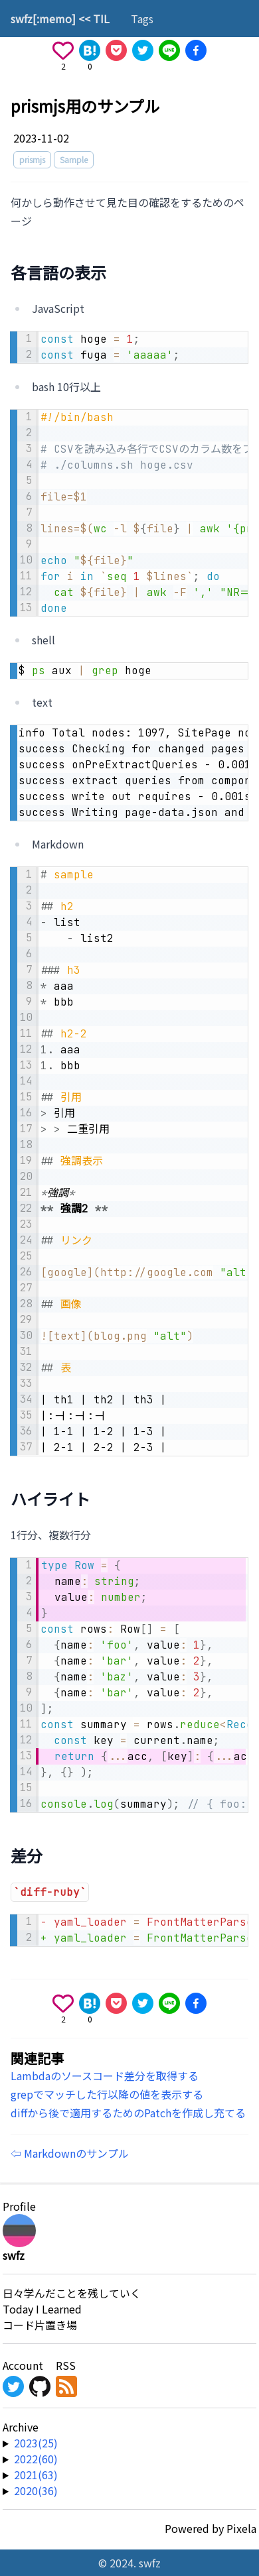 swfz[:memo] << TIL Tags
2 0
prismjs用のサンプル
2023-11-02
prismjs Sample
何かしら動作させて見た目の確認をするためのペ
ージ
各言語の表示
JavaScript
1 const hoge = 1;
2 const fuga = 'aaaaa';
bash 10行以上
1 #!/bin/bash
2
3 # CSVを読み込み各行でCSVのカラム数を
4 # ./columns.sh hoge.csv
5
6 file=$1
7
8 lines=$(wc -l ${file} | awk '{p
9
10 echo "${file}"
11 for i in `seq 1 $lines`; do
12 cat ${file} | awk -F ',' "NR=
13 done
shell
$ ps aux | grep hoge
text
info Total nodes: 1097, SitePage no
success Checking for changed pages
success onPreExtractQueries - 0.001
success extract queries from compon
success write out requires - 0.001s
success Writing page-data.json and
Markdown
1 # sample
2
3 ## h2
4 - list
5 - list2
6
7 ### h3
8 * aaa
9 * bbb
10
11 ## h2-2
12 1. aaa
13 1. bbb
14
15 ## 引用
16 > 引用
17 > > 二重引用
18
19 ## 強調表示
20
21 *強調*
22 ** 強調2 **
23
24 ## リンク
25
26 [google](http://google.com "alt
27
28 ## 画像
29
30 ![text](blog.png "alt")
31
32 ## 表
33
34 | th1 | th2 | th3 |
35 |:-|:-|:-|
36 | 1-1 | 1-2 | 1-3 |
37 | 2-1 | 2-2 | 2-3 |
ハイライト
1行分、複数行分
1 type Row = {
2 name: string;
3 value: number;
4 }
5 const rows: Row[] = [
6 {name: 'foo', value: 1},
7 {name: 'bar', value: 2},
8 {name: 'baz', value: 3},
9 {name: 'bar', value: 2},
10 ];
11 const summary = rows.reduce<Reco
12 const key = current.name;
13 return {...acc, [key]: {...ac
14 }, {} );
15
16 console.log(summary); // { foo:
差分
`diff-ruby`
1 - yaml_loader = FrontMatterPars
2 + yaml_loader = FrontMatterPars
2 0
関連記事
Lambdaのソースコード差分を取得する
grepでマッチした行以降の値を表示する
diffから後で適用するためのPatchを作成し充てる
⇦ Markdownのサンプル
Profile
swfz
日々学んだことを残していく
Today I Learned
コード片置き場
Account RSS
Archive
▶ 2023(25)
▶ 2022(60)
▶ 2021(63)
▶ 2020(36)
Powered by Pixela
© 2024. swfz